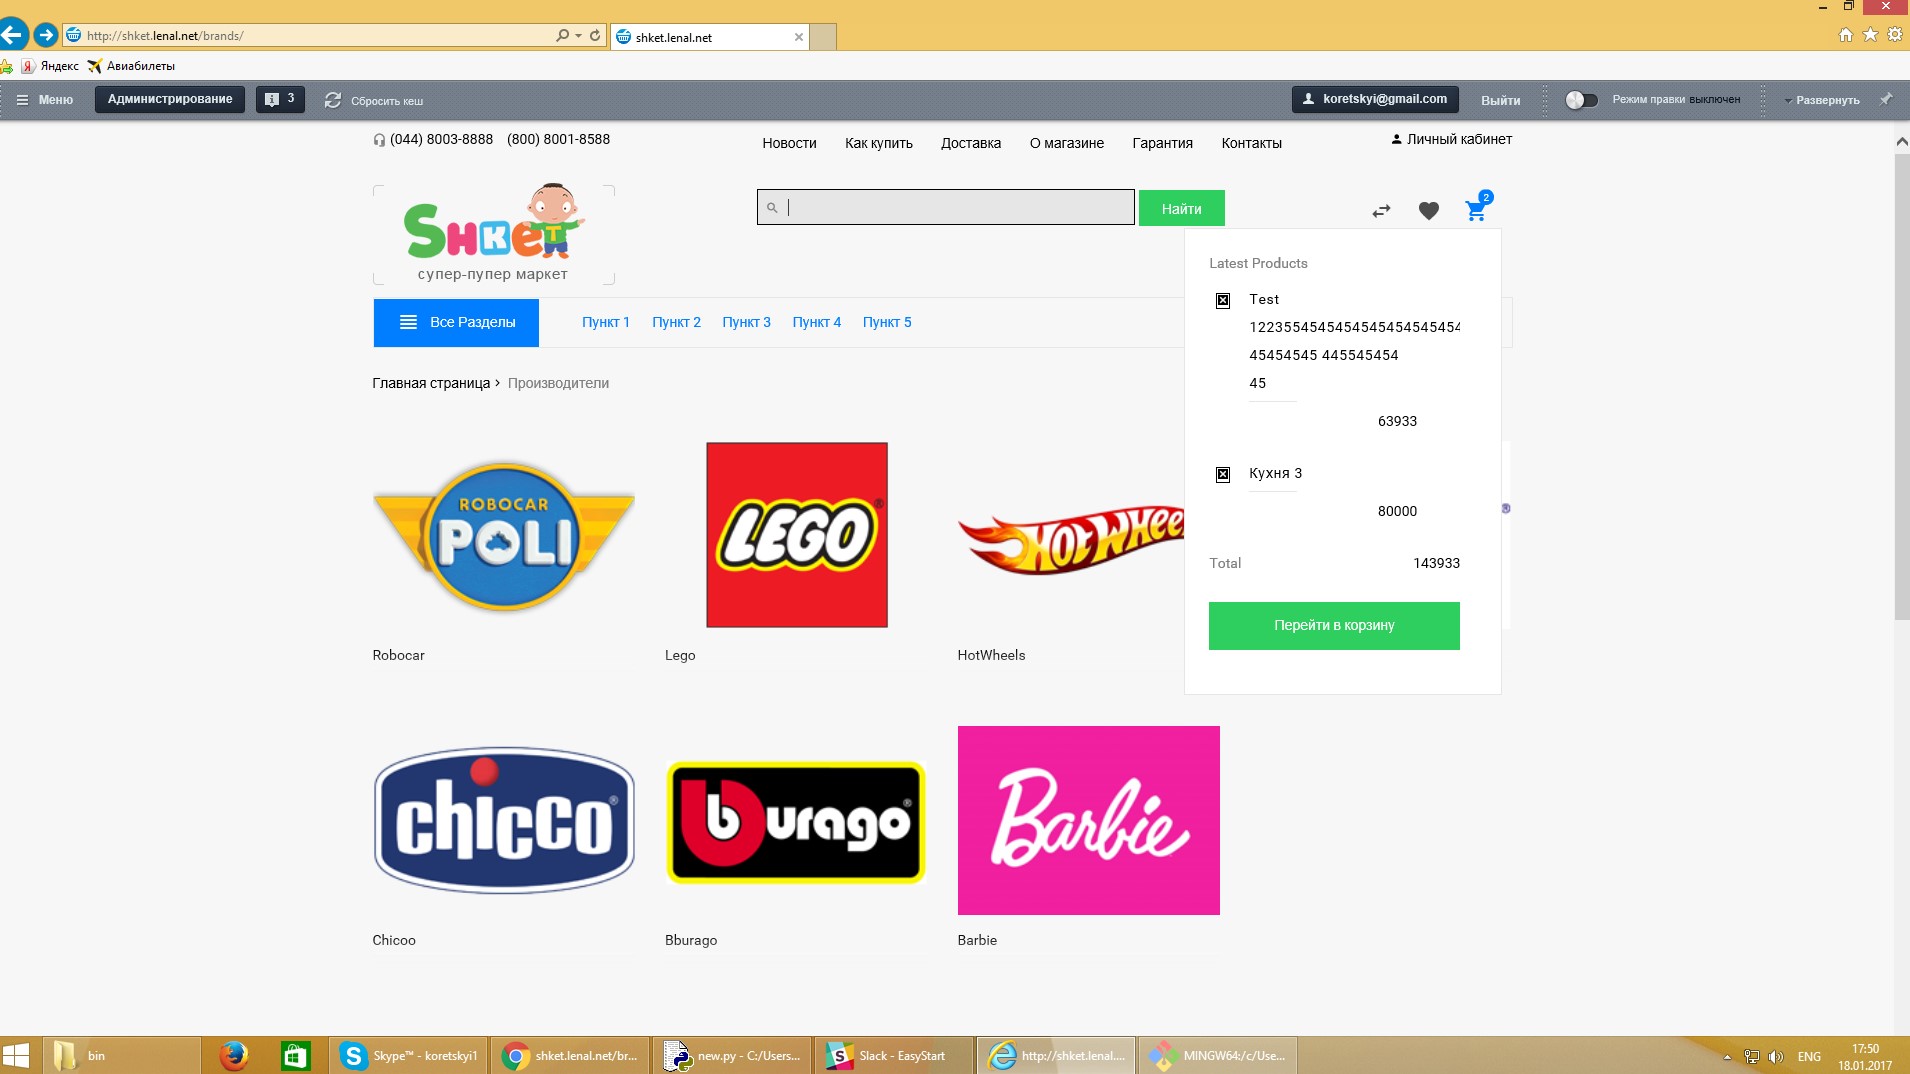 http://shket.lenal.net/brands/
shket.lenal.net
Яндекс
Авиабилеты
Меню
Администрирование
3
Сбросить кеш
koretskyi@gmail.com
Выйти
Режим правки выключен
Развернуть
(044) 8003-8888 (800) 8001-8588
Новости Как купить Доставка О магазине Гарантия Контакты
Личный кабинет
SHKET
супер-пупер маркет
Найти
2
Все Разделы
Пункт 1 Пункт 2 Пункт 3 Пункт 4 Пункт 5
Главная страница › Производители
Latest Products
Test
1223554545454545454545454
45454545 445545454
45
63933
Кухня 3
80000
Total 143933
Перейти в корзину
ROBOCAR
POLI
LEGO
HOT WHEE
Robocar Lego HotWheels
chicco
burago
Barbie
Chicoo Bburago Barbie
bin
Skype™ - koretskyi1
shket.lenal.net/br...
new.py - C:/Users...
Slack - EasyStart
http://shket.lenal....
MINGW64:/c/Use...
ENG
17:50
18.01.2017